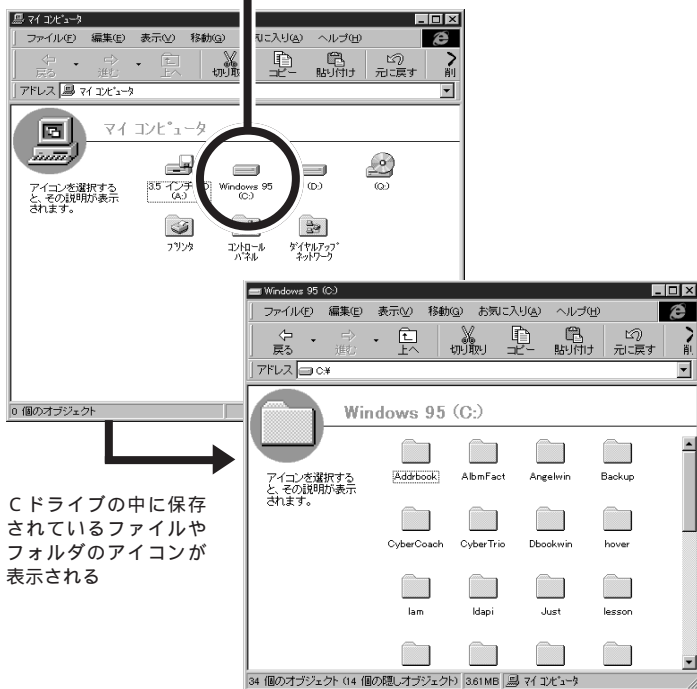 マイ コンピュータ
ファイル(F) 編集(E) 表示(V) 移動(G) に入り(A) ヘルプ(H)
戻る 進む 上へ 切り取 コピー 貼り付け 元に戻す 削
アドレス マイ コンピュータ
マイ コンピュータ
アイコンを選択する
と、その説明が表示
されます。
3.5 インチ
(A:)
Windows 95
(C:)
(D:)
(Q:)
プリンタ
コントロール
パネル
ダイヤルアップ
ネットワーク
0 個のオブジェクト
Windows 95 (C:)
ファイル(F) 編集(E) 表示(V) 移動(G) お気に入り(A) ヘルプ(H)
戻る 進む 上へ 切り取り コピー 貼り付け 元に戻す 削
アドレス C:¥
Windows 95 (C:)
アイコンを選択する
と、その説明が表示
されます。
Addrbook AlbmFact Angelwin Backup
CyberCoach CyberTrio Dbookwin hover
Iam Idapi Just lesson
34 個のオブジェクト (14 個の隠しオブジェクト) 3.61MB マイ コンピュータ
Cドライブの中に保存
されているファイルや
フォルダのアイコンが
表示される